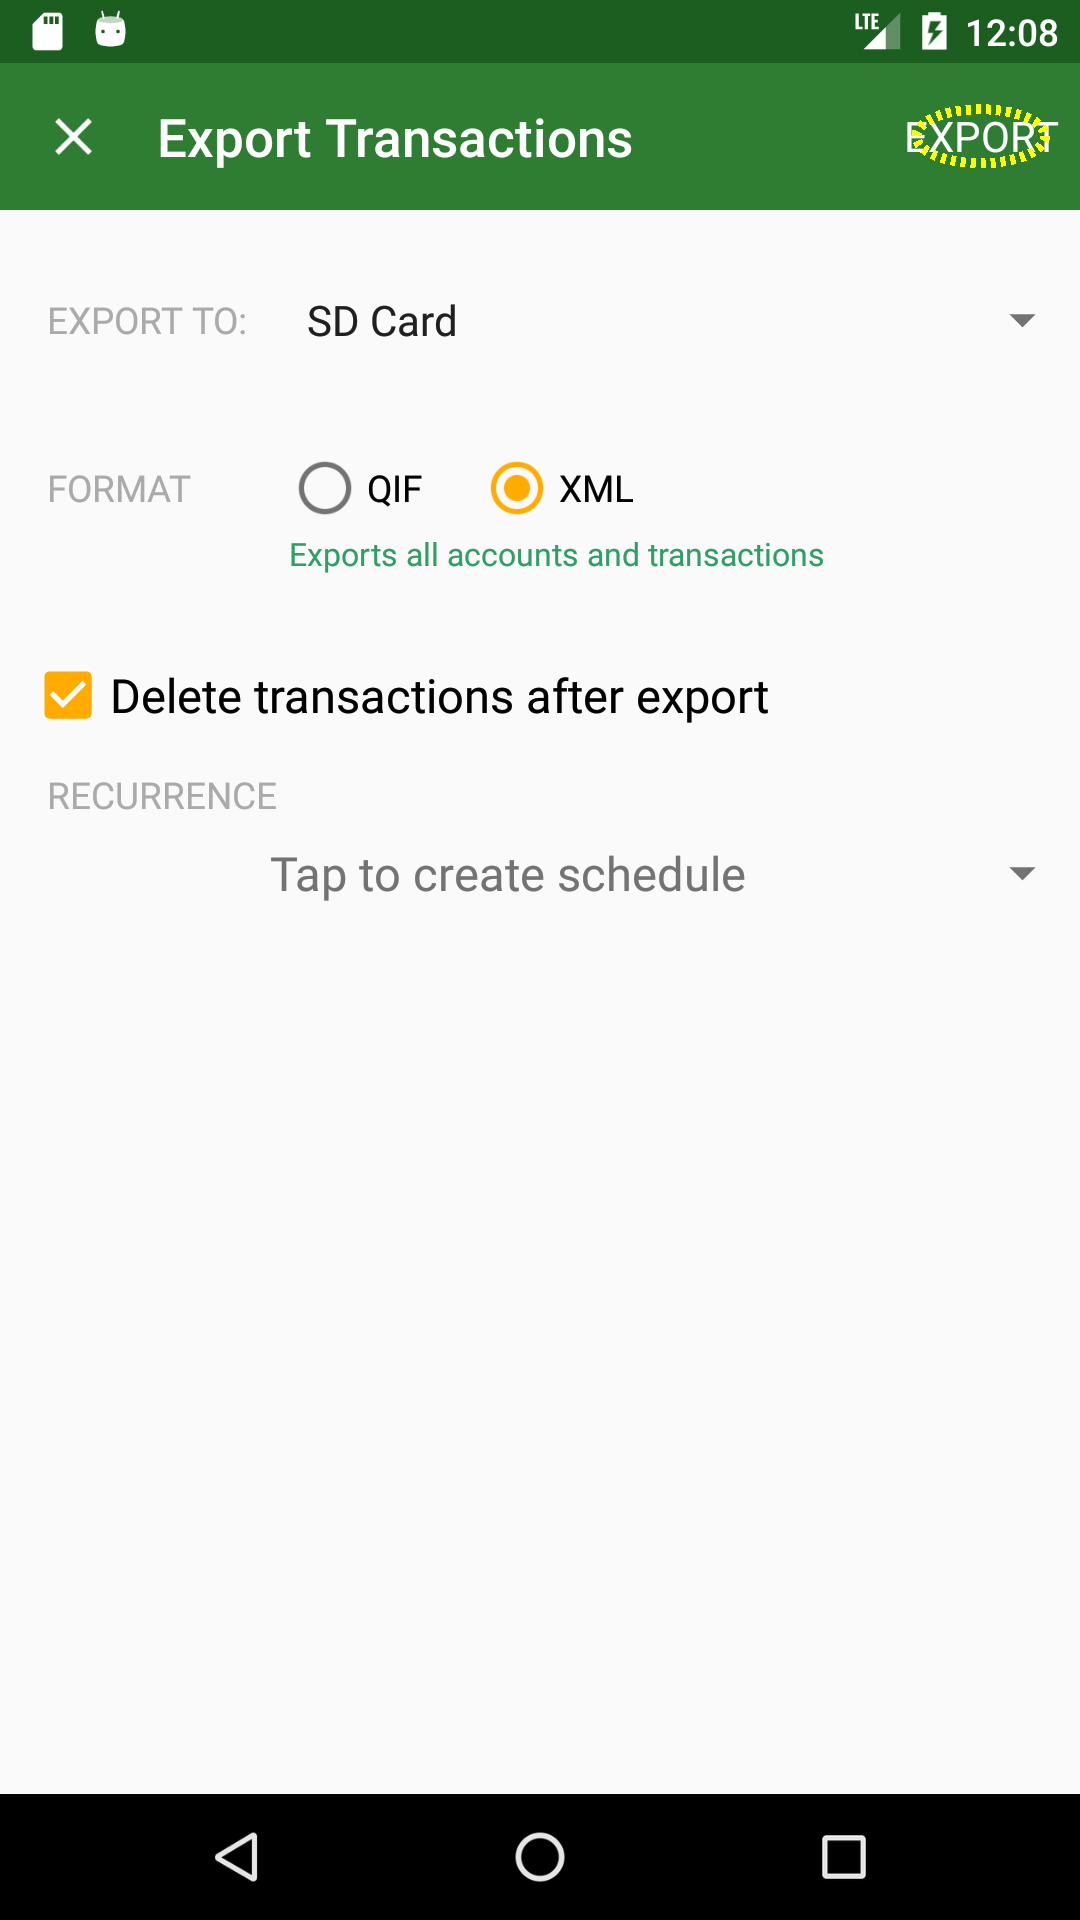 LTE 12:08
Export Transactions EXPORT
EXPORT TO: SD Card
FORMAT QIF XML
Exports all accounts and transactions
Delete transactions after export
RECURRENCE
Tap to create schedule